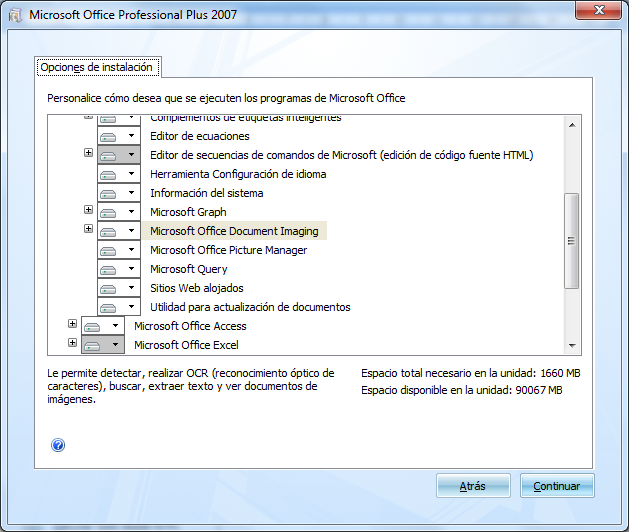 Microsoft Office Professional Plus 2007
Opciones de instalación
Personalice cómo desea que se ejecuten los programas de Microsoft Office
Complementos de etiquetas inteligentes
Editor de ecuaciones
Editor de secuencias de comandos de Microsoft (edición de código fuente HTML)
Herramienta Configuración de idioma
Información del sistema
Microsoft Graph
Microsoft Office Document Imaging
Microsoft Office Picture Manager
Microsoft Query
Sitios Web alojados
Utilidad para actualización de documentos
Microsoft Office Access
Microsoft Office Excel
Le permite detectar, realizar OCR (reconocimiento óptico de
caracteres), buscar, extraer texto y ver documentos de
imágenes.
Espacio total necesario en la unidad: 1660 MB
Espacio disponible en la unidad: 90067 MB
Atrás
Continuar